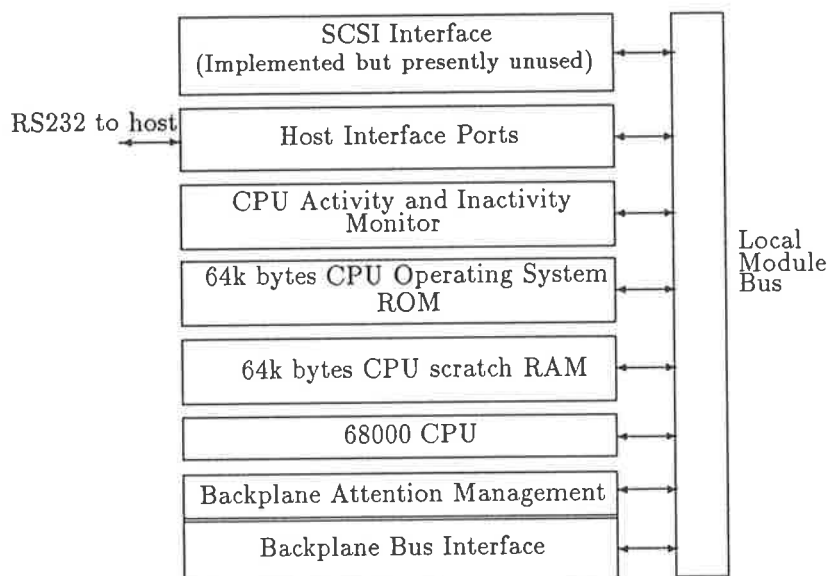 SCSI Interface
(Implemented but presently unused)
RS232 to host
Host Interface Ports
CPU Activity and Inactivity
Monitor
64k bytes CPU Operating System
ROM
Local
Module
Bus
64k bytes CPU scratch RAM
68000 CPU
Backplane Attention Management
Backplane Bus Interface